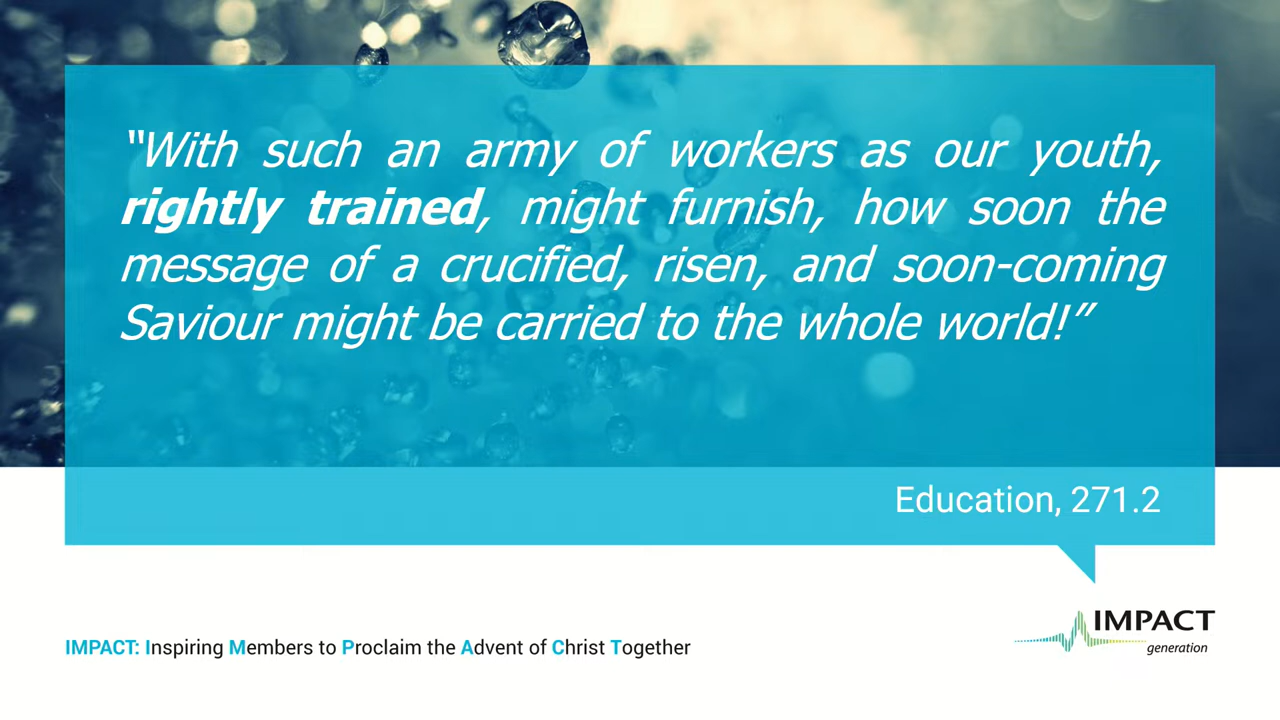 “With such an army of workers as our youth,
rightly trained, might furnish, how soon the
message of a crucified, risen, and soon-coming
Saviour might be carried to the whole world!”
Education, 271.2
IMPACT: Inspiring Members to Proclaim the Advent of Christ Together
IMPACT
generation